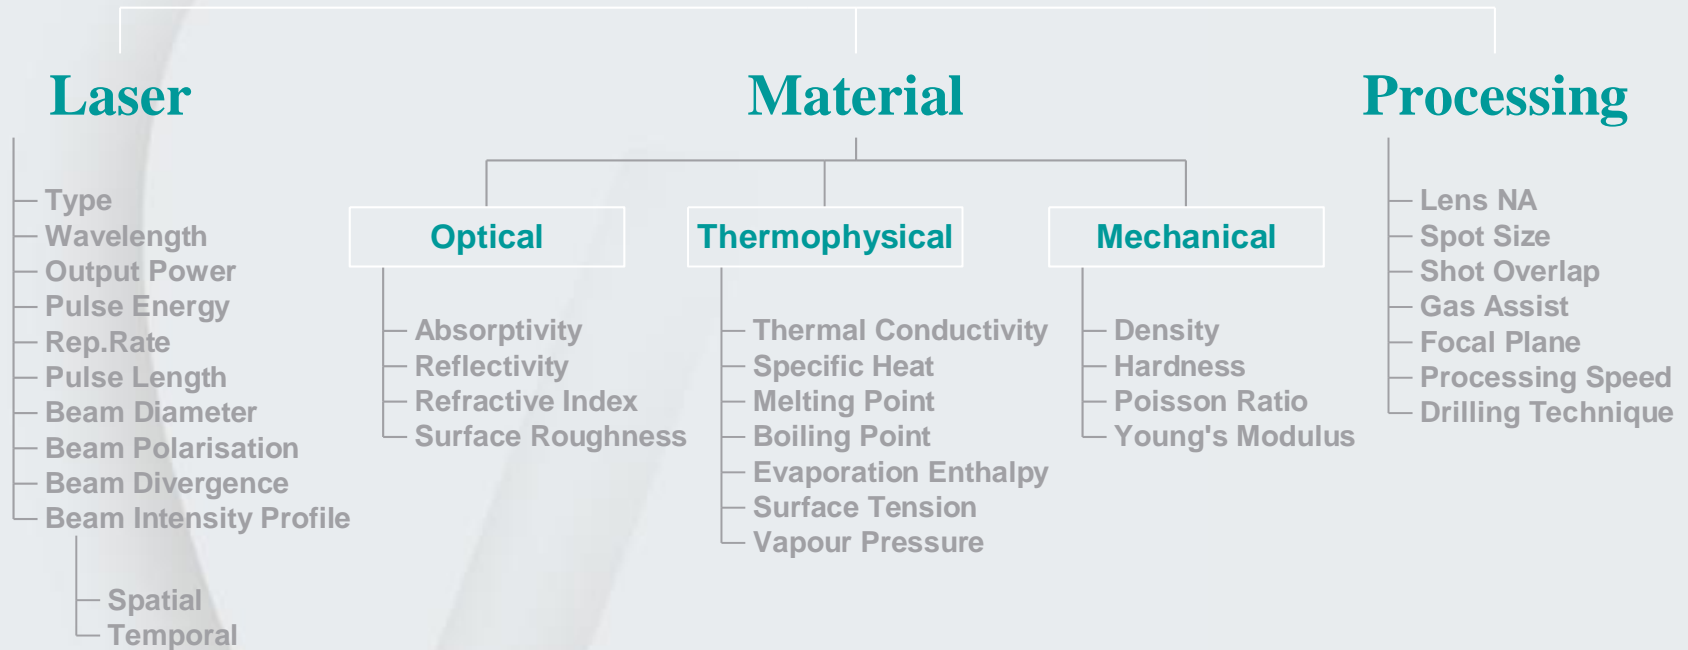 Laser
Type
Wavelength
Output Power
Pulse Energy
Rep.Rate
Pulse Length
Beam Diameter
Beam Polarisation
Beam Divergence
Beam Intensity Profile
Spatial
Temporal
Material
Optical
Absorptivity
Reflectivity
Refractive Index
Surface Roughness
Thermophysical
Thermal Conductivity
Specific Heat
Melting Point
Boiling Point
Evaporation Enthalpy
Surface Tension
Vapour Pressure
Mechanical
Density
Hardness
Poisson Ratio
Young's Modulus
Processing
Lens NA
Spot Size
Shot Overlap
Gas Assist
Focal Plane
Processing Speed
Drilling Technique